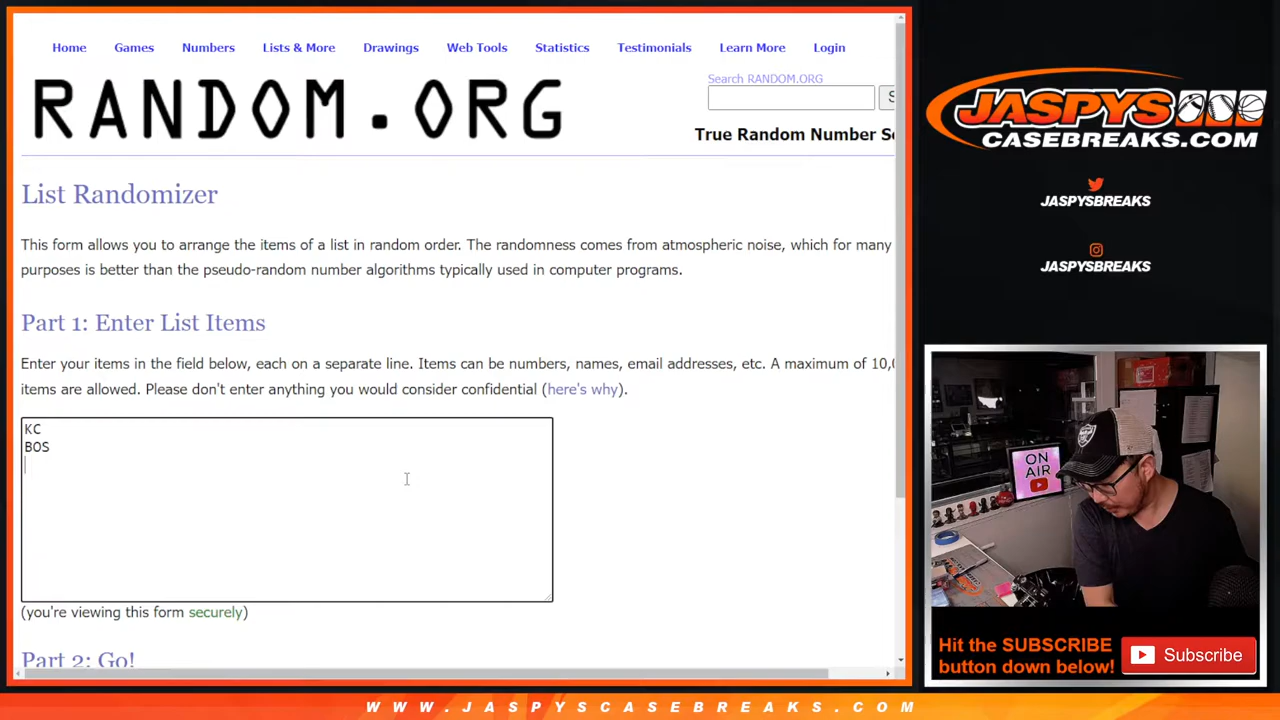 Home Games Numbers Lists & More Drawings Web Tools Statistics Testimonials Learn More Login
RANDOM.ORG
Search RANDOM.ORG
S
True Random Number Se
List Randomizer
This form allows you to arrange the items of a list in random order. The randomness comes from atmospheric noise, which for many
purposes is better than the pseudo-random number algorithms typically used in computer programs.
Part 1: Enter List Items
Enter your items in the field below, each on a separate line. Items can be numbers, names, email addresses, etc. A maximum of 10,0
items are allowed. Please don't enter anything you would consider confidential (here's why).
KC
BOS
(you're viewing this form securely)
Part 2: Go!
JASPYS
CASEBREAKS.COM
JASPYSBREAKS
JASPYSBREAKS
ON
AIR
Hit the SUBSCRIBE
button down below!
Subscribe
WWW.JASPYSCASEBREAKS.COM